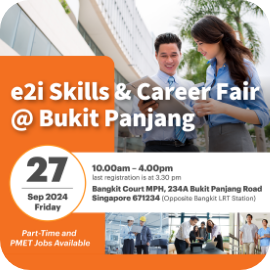 e2i Skills & Career Fair
@ Bukit Panjang
27
Sep 2024
Friday
10.00am – 4.00pm
last registration is at 3.30 pm
Bangkit Court MPH, 234A Bukit Panjang Road
Singapore 671234 (Opposite Bangkit LRT Station)
Part-Time and
PMET Jobs Available